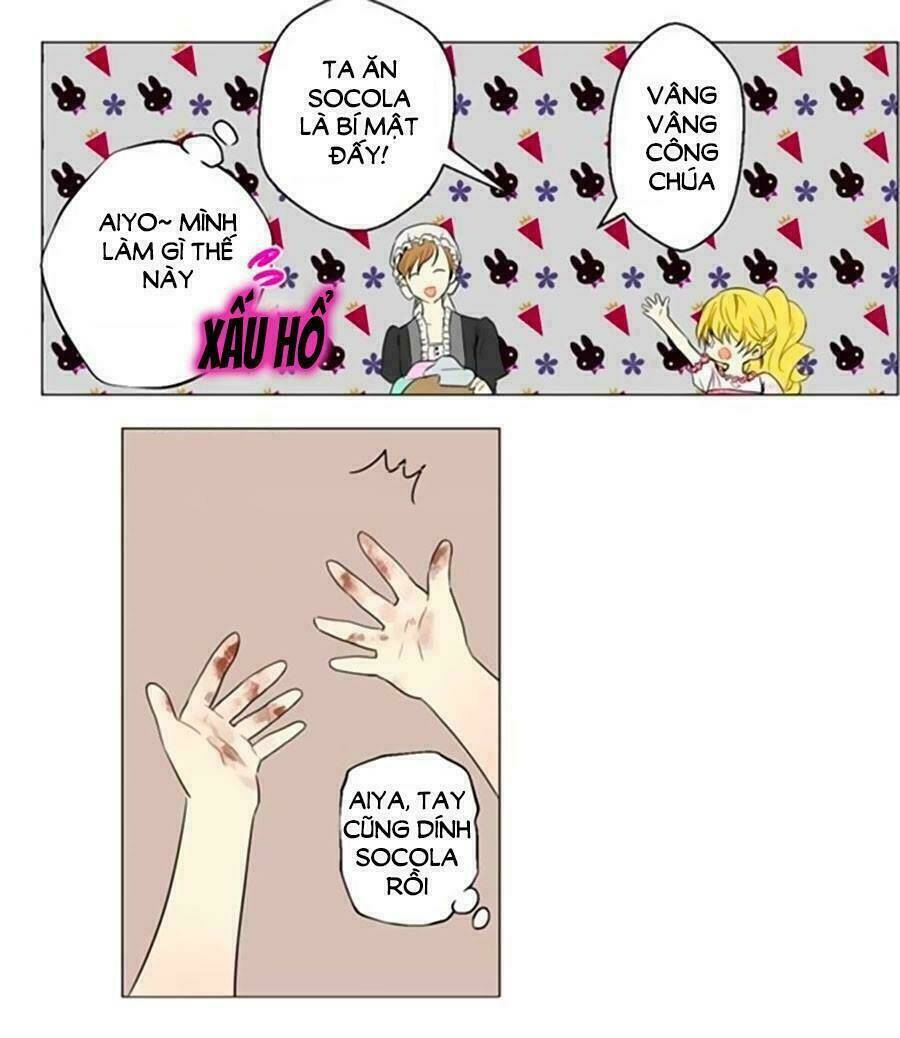 TA ĂN
SOCOLA
LÀ BÍ MẬT
ĐẤY!
VÂNG
VÂNG
CÔNG
CHÚA
AIYO~ MÌNH
LÀM GÌ THẾ
NÀY
XẤU HỔ
AIYA, TAY
CŨNG DÍNH
SOCOLA
RỒI